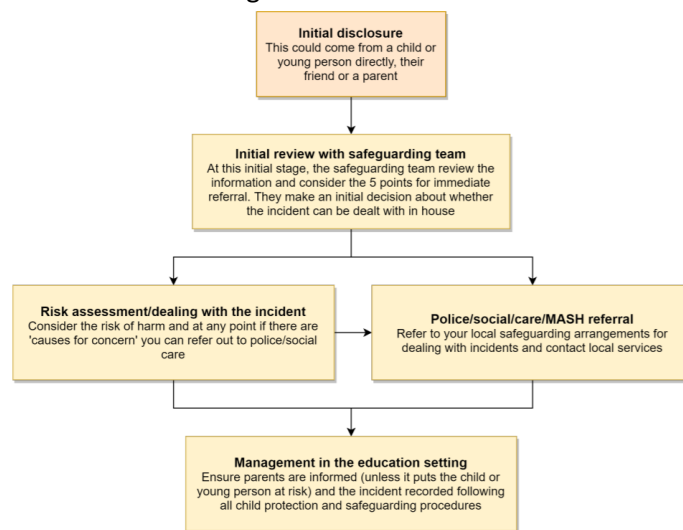 Initial disclosure
This could come from a child or
young person directly, their
friend or a parent
Initial review with safeguarding team
At this initial stage, the safeguarding team review the
information and consider the 5 points for immediate
referral. They make an initial decision about whether
the incident can be dealt with in house
Risk assessment/dealing with the incident
Consider the risk of harm and at any point if there are
'causes for concern' you can refer out to police/social
care
Police/social/care/MASH referral
Refer to your local safeguarding arrangements for
dealing with incidents and contact local services
Management in the education setting
Ensure parents are informed (unless it puts the child or
young person at risk) and the incident recorded following
all child protection and safeguarding procedures